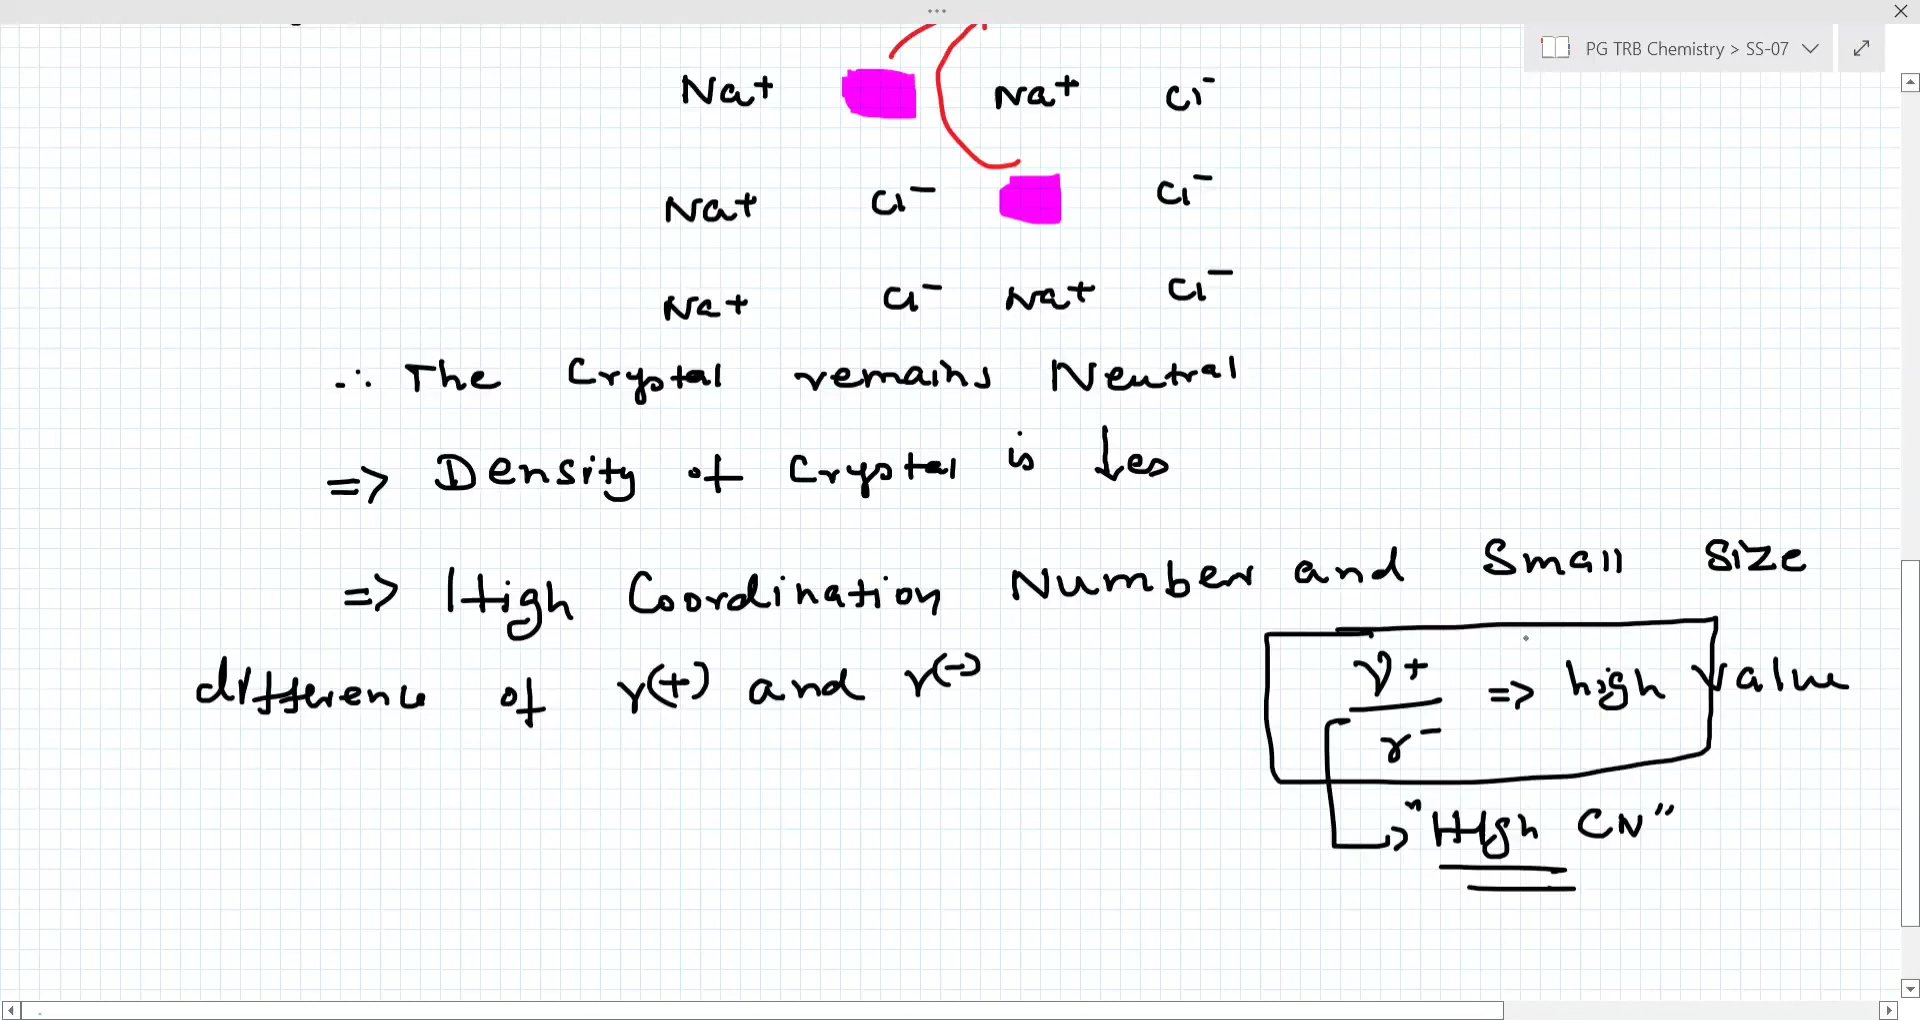 PG TRB Chemistry > SS-07
Na+ Na+ Cl-
Na+ Cl- Cl-
Na+ Cl- Na+ Cl-
∴ The Crystal remains Neutral
=> Density of Crystal is ↓es
=> High Coordination Number and Small Size
difference of r(+) and r(-)
r+
/ r- => high value
"High CN"